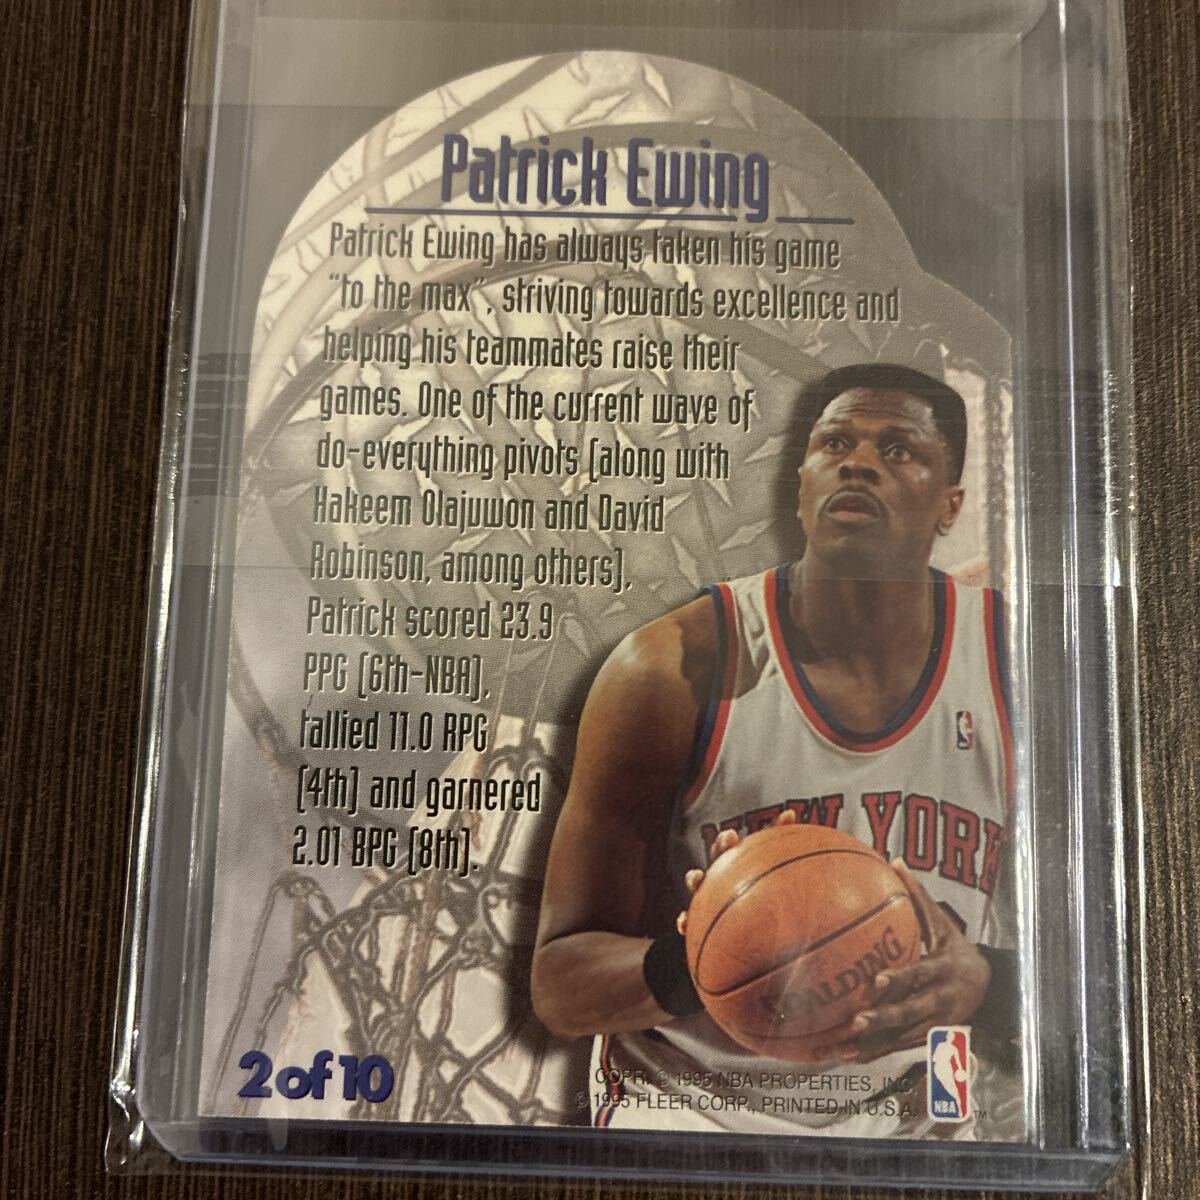 Patrick Ewing
Patrick Ewing has always taken his game
"to the max", striving towards excellence and
helping his teammates raise their
games. One of the current wave of
do-everything pivots (along with
Hakeem Olajuwon and David
Robinson, among others),
Patrick scored 23.9
PPG (6th-NBA),
tallied 11.0 RPG
(4th) and garnered
2.01 BPG (8th).
NEW YORK
SPALDING
2 of 10
COPR. © 1995 NBA PROPERTIES, INC.
© 1995 FLEER CORP., PRINTED IN U.S.A.
NBA
TM